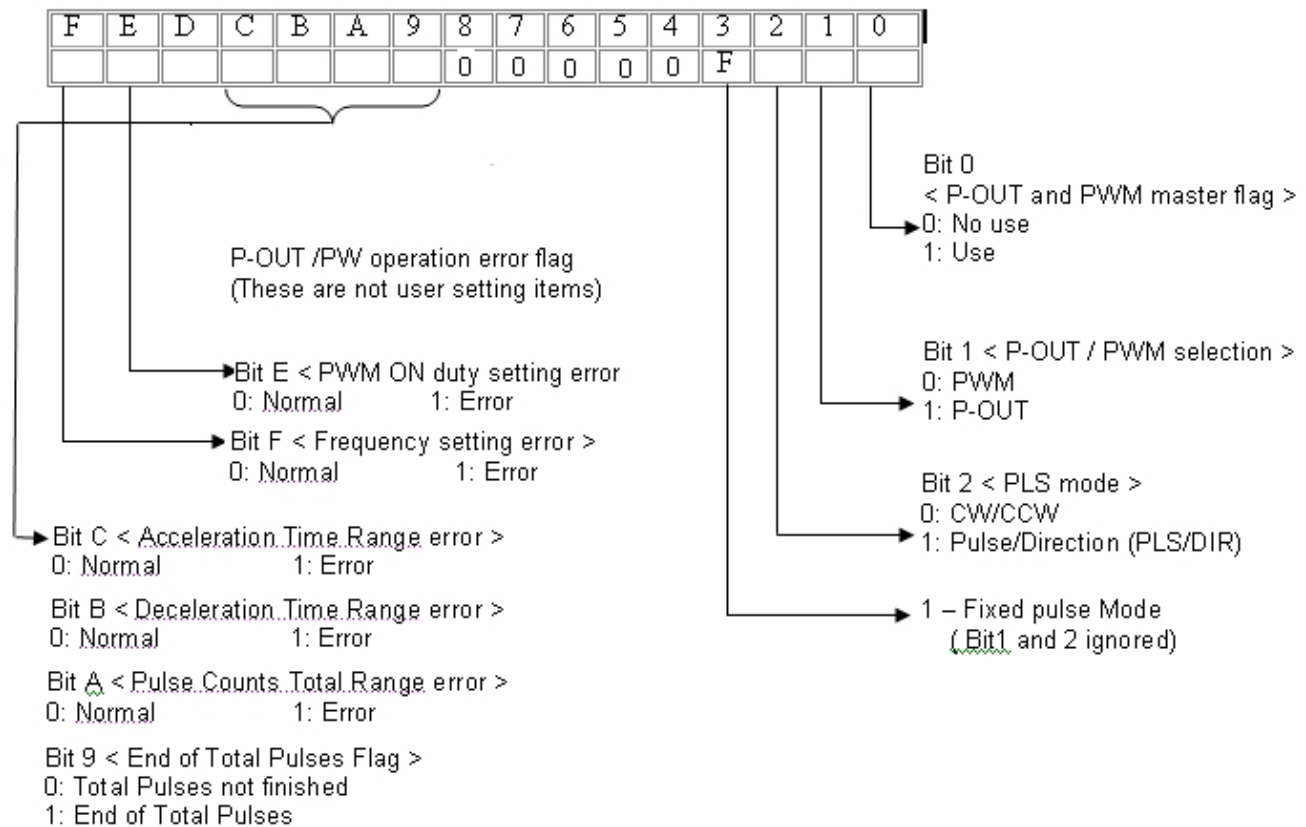 F E D C B A 9 8 7 6 5 4 3 2 1 0
0 0 0 0 0 F
Bit 0
< P-OUT and PWM master flag >
0: No use
1: Use
P-OUT /PW operation error flag
(These are not user setting items)
Bit 1 < P-OUT / PWM selection >
0: PWM
1: P-OUT
Bit E < PWM ON duty setting error
0: Normal 1: Error
Bit F < Frequency setting error >
0: Normal 1: Error
Bit 2 < PLS mode >
0: CW/CCW
1: Pulse/Direction (PLS/DIR)
Bit C < Acceleration Time Range error >
0: Normal 1: Error
Bit B < Deceleration Time Range error >
0: Normal 1: Error
1 – Fixed pulse Mode
( Bit1 and 2 ignored)
Bit A < Pulse Counts Total Range error >
0: Normal 1: Error
Bit 9 < End of Total Pulses Flag >
0: Total Pulses not finished
1: End of Total Pulses